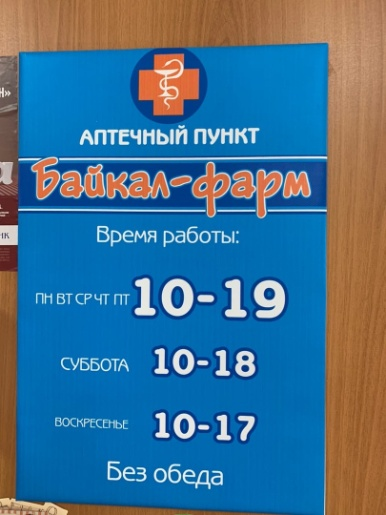 АПТЕЧНЫЙ ПУНКТ
Байкал-фарм
Время работы:
ПН ВТ СР ЧТ ПТ 10-19
СУББОТА 10-18
ВОСКРЕСЕНЬЕ 10-17
Без обеда